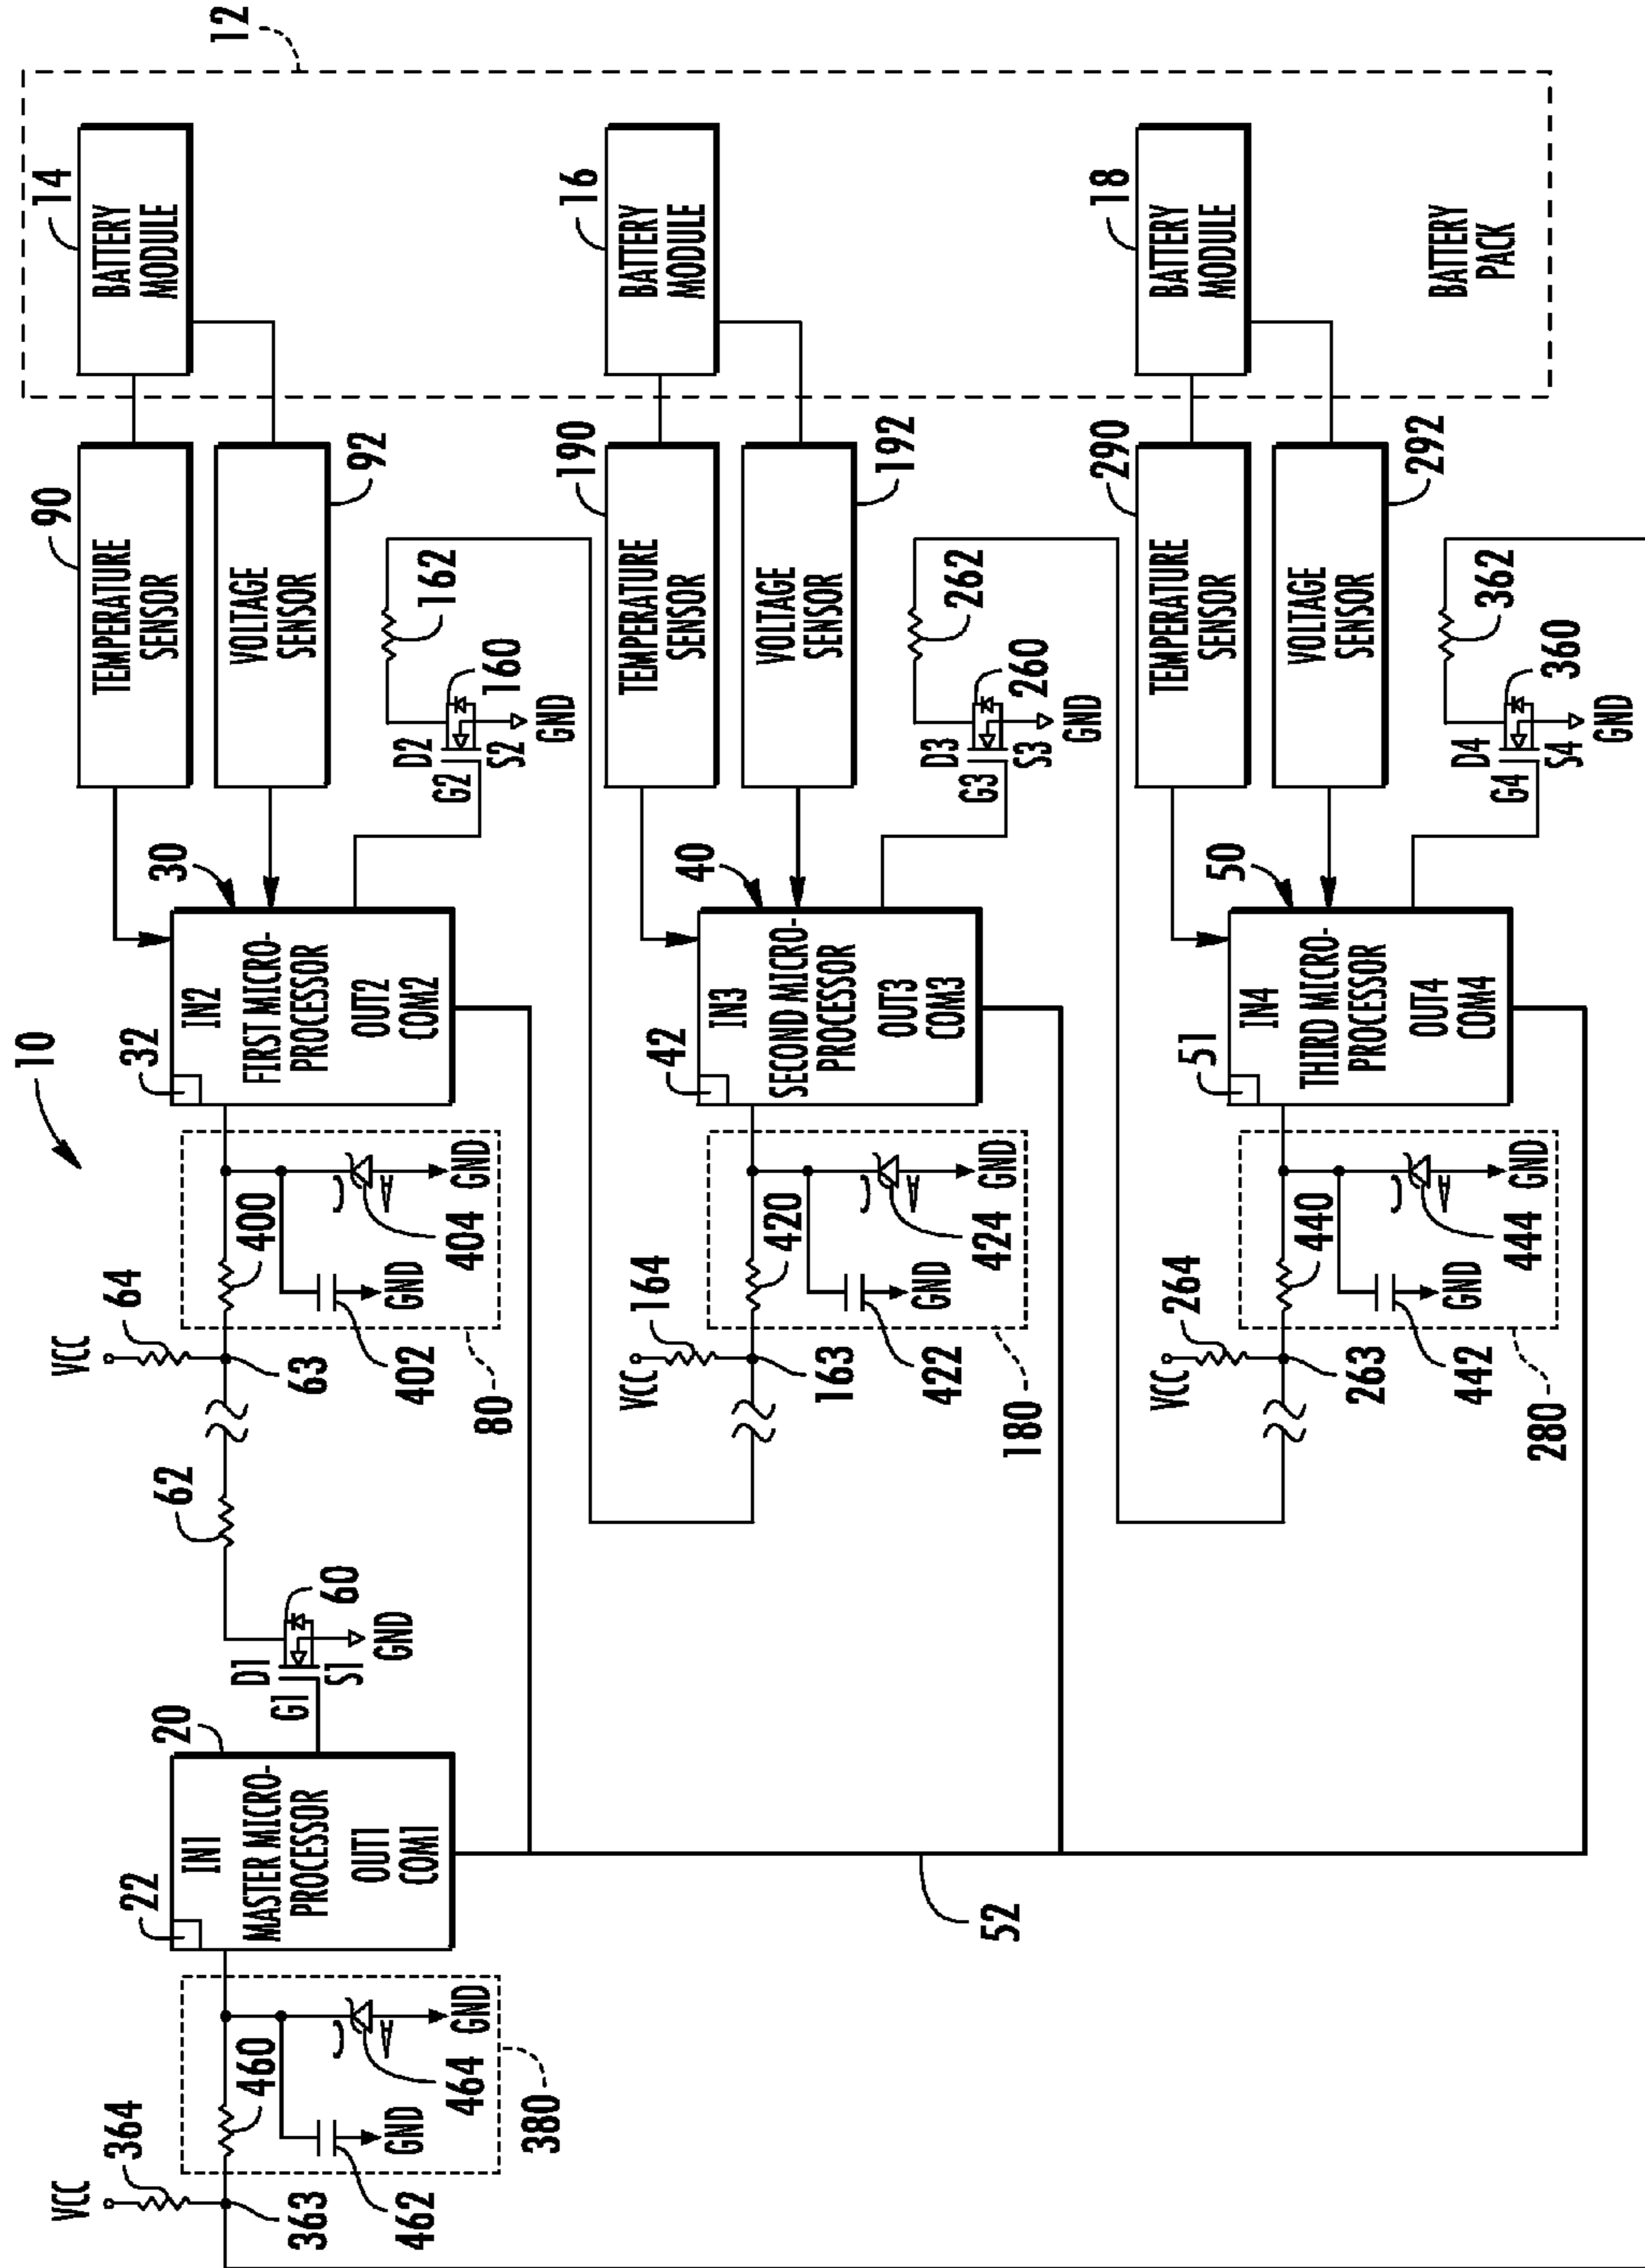 10
12
14
BATTERY
MODULE
90
TEMPERATURE
SENSOR
VOLTAGE
SENSOR
92
30
32
IN2
FIRST MICRO-
PROCESSOR
OUT2
COM2
D2
G2
S2
160
GND
162
VCC
64
63
62
400
402
GND
404
GND
80
D1
G1
S1
60
GND
20
22
IN1
MASTER MICRO-
PROCESSOR
OUT1
COM1
VCC
364
363
460
462
GND
464
GND
380
52
16
BATTERY
MODULE
190
TEMPERATURE
SENSOR
VOLTAGE
SENSOR
192
40
42
IN3
SECOND MICRO-
PROCESSOR
OUT3
COM3
D3
G3
S3
260
GND
262
VCC
164
163
420
422
GND
424
GND
180
18
BATTERY
MODULE
BATTERY
PACK
290
TEMPERATURE
SENSOR
VOLTAGE
SENSOR
292
50
51
IN4
THIRD MICRO-
PROCESSOR
OUT4
COM4
D4
G4
S4
360
GND
362
VCC
264
263
440
442
GND
444
GND
280